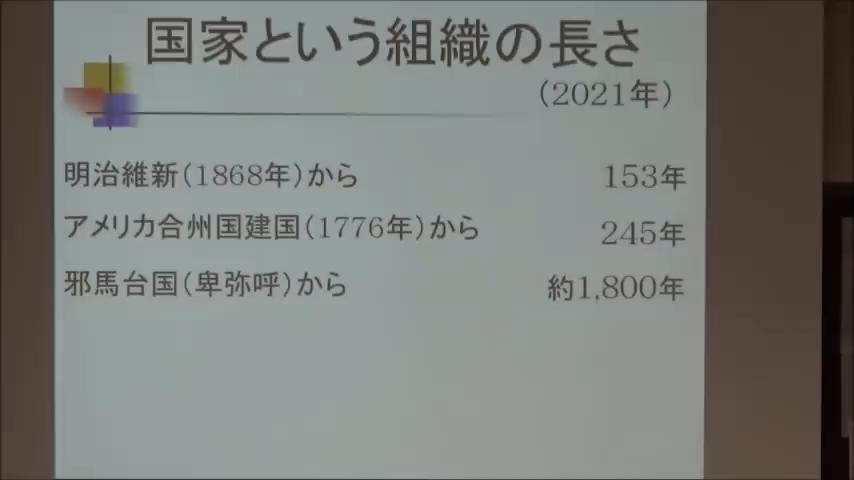 国家という組織の長さ
(2021年)
明治維新(1868年)から 153年
アメリカ合州国建国(1776年)から 245年
邪馬台国(卑弥呼)から 約1,800年